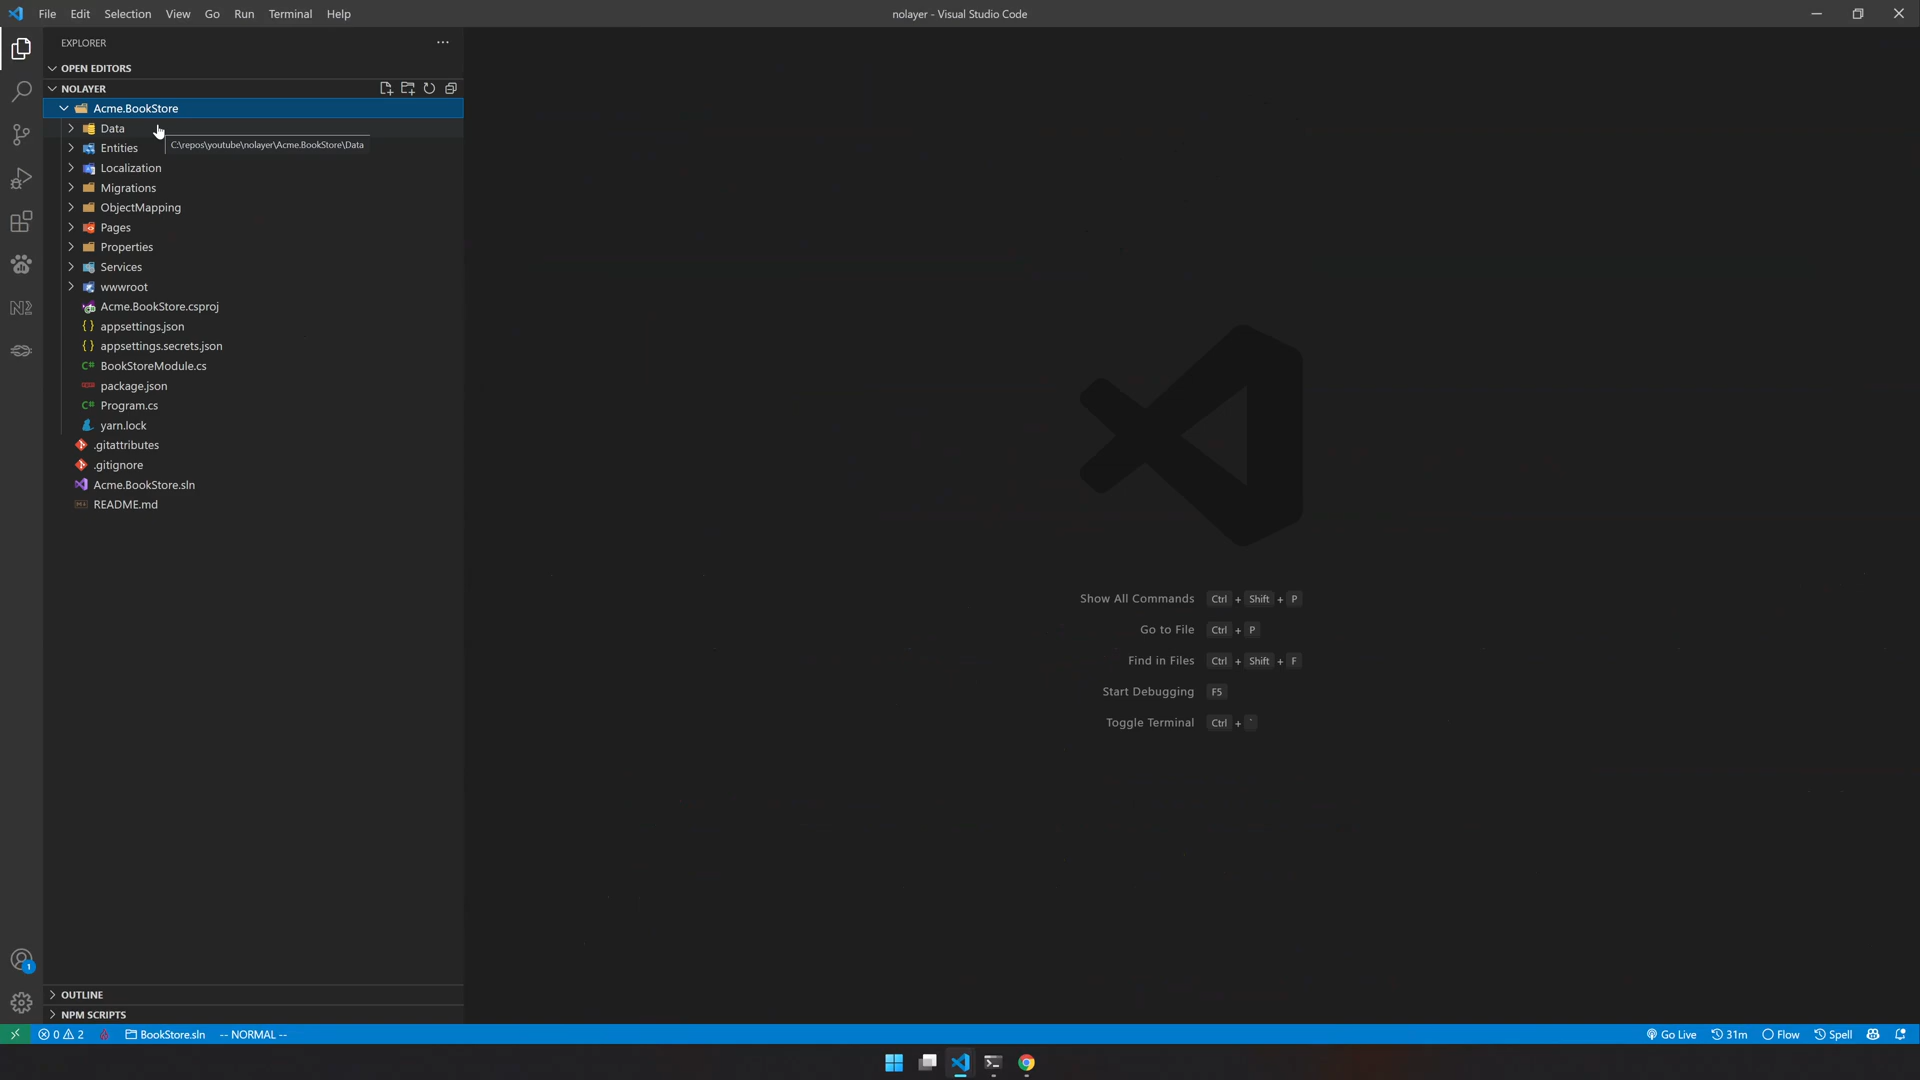 File Edit Selection View Go Run Terminal Help
nolayer - Visual Studio Code
EXPLORER
OPEN EDITORS
NOLAYER
Acme.BookStore
Data
C:\repos\youtube\nolayer\Acme.BookStore\Data
Entities
Localization
Migrations
ObjectMapping
Pages
Properties
Services
wwwroot
Acme.BookStore.csproj
{ } appsettings.json
{ } appsettings.secrets.json
C# BookStoreModule.cs
package.json
C# Program.cs
yarn.lock
.gitattributes
.gitignore
Acme.BookStore.sln
README.md
Show All Commands Ctrl + Shift + P
Go to File Ctrl + P
Find in Files Ctrl + Shift + F
Start Debugging F5
Toggle Terminal Ctrl + `
1
OUTLINE
NPM SCRIPTS
0 2 BookStore.sln -- NORMAL --
Go Live 31m Flow Spell